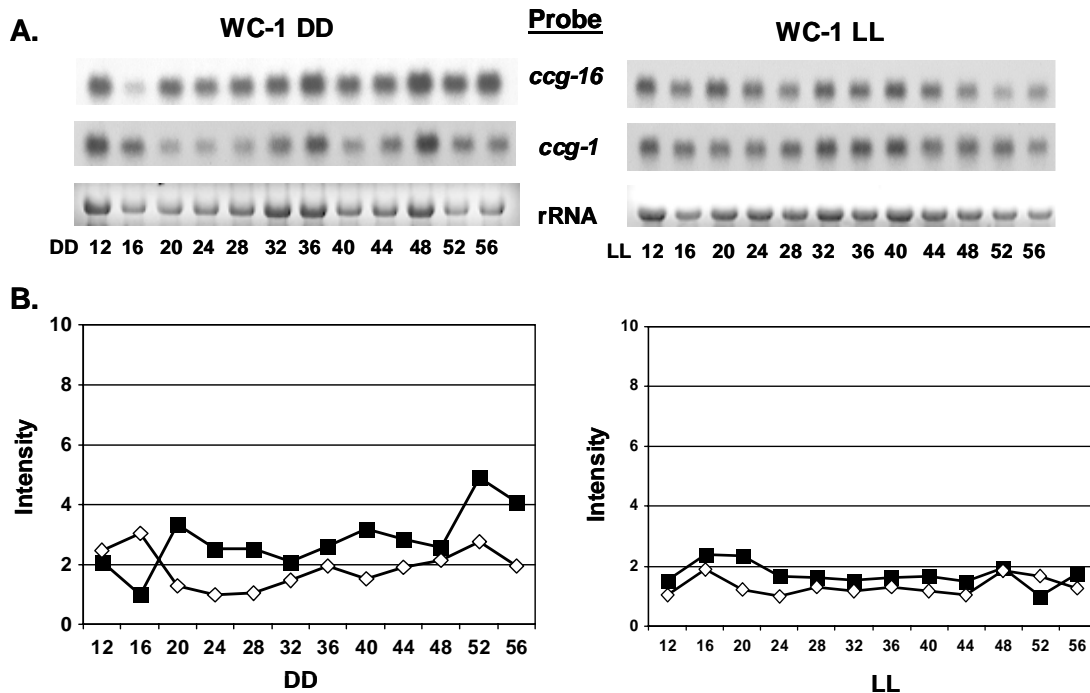 A.
WC-1 DD
Probe
WC-1 LL
ccg-16
ccg-1
rRNA
DD 12 16 20 24 28 32 36 40 44 48 52 56
LL 12 16 20 24 28 32 36 40 44 48 52 56
B.
10
8
6
4
2
0
Intensity
12 16 20 24 28 32 36 40 44 48 52 56
DD
10
8
6
4
2
0
Intensity
12 16 20 24 28 32 36 40 44 48 52 56
LL